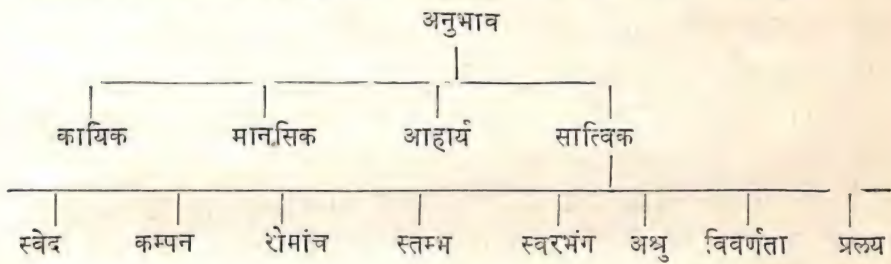 अनुभाव
कायिक मानसिक आहार्य सात्विक
स्वेद कम्पन रोमांच स्तम्भ स्वरभंग अश्रु विवर्णता प्रलय